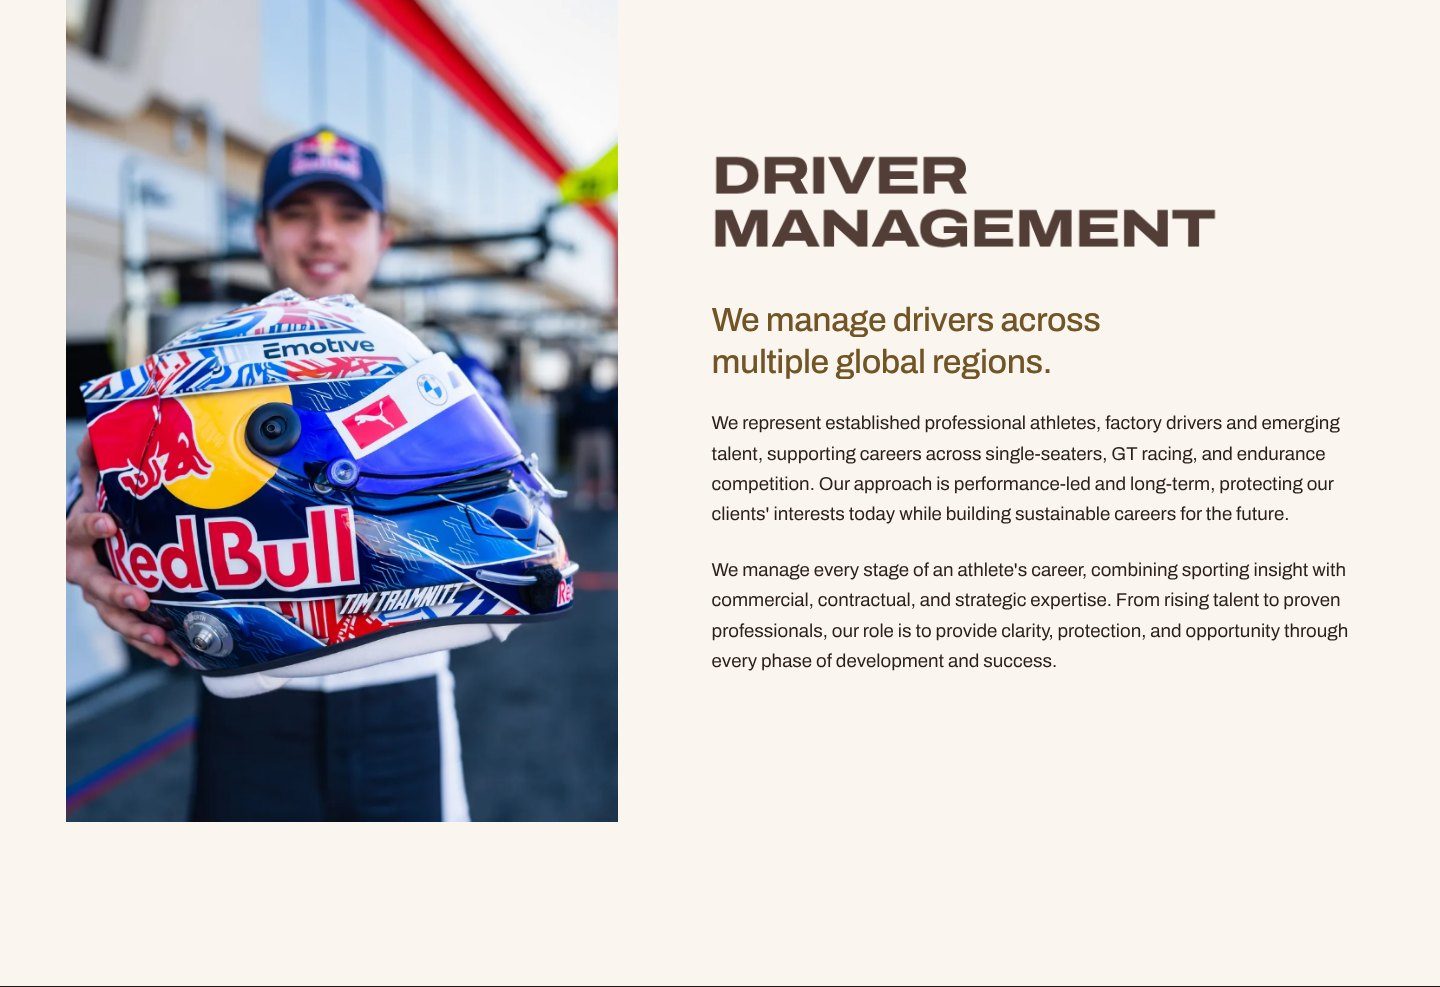 Red Bull
Emotive
Red Bull
TIM TRAMNITZ
DRIVER
MANAGEMENT
We manage drivers across
multiple global regions.
We represent established professional athletes, factory drivers and emerging
talent, supporting careers across single-seaters, GT racing, and endurance
competition. Our approach is performance-led and long-term, protecting our
clients' interests today while building sustainable careers for the future.
We manage every stage of an athlete's career, combining sporting insight with
commercial, contractual, and strategic expertise. From rising talent to proven
professionals, our role is to provide clarity, protection, and opportunity through
every phase of development and success.